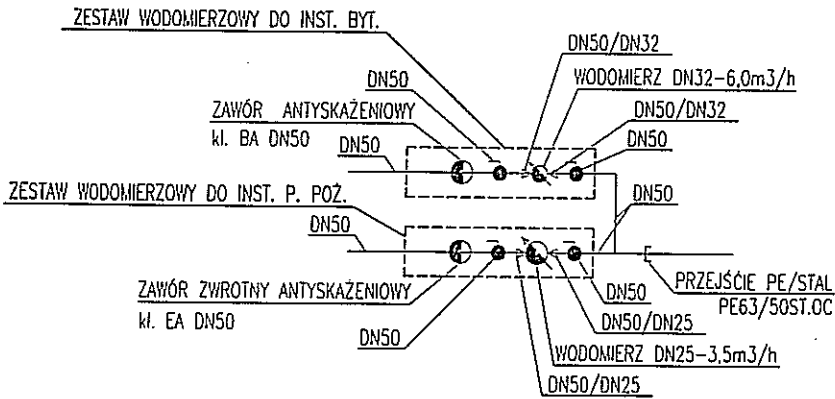 ZESTAW WODOMIERZOWY DO INST. BYT.
DN50/DN32
DN50
WODOMIERZ DN32-6,0m3/h
ZAWÓR ANTYSKAŻENIOWY
kl. BA DN50
DN50/DN32
DN50
DN50
ZESTAW WODOMIERZOWY DO INST. P. POŻ.
DN50
DN50
ZAWÓR ZWROTNY ANTYSKAŻENIOWY
kl. EA DN50
DN50
PRZEJŚCIE PE/STAL
PE63/50ST.OC
DN50/DN25
DN50
WODOMIERZ DN25-3,5m3/h
DN50/DN25